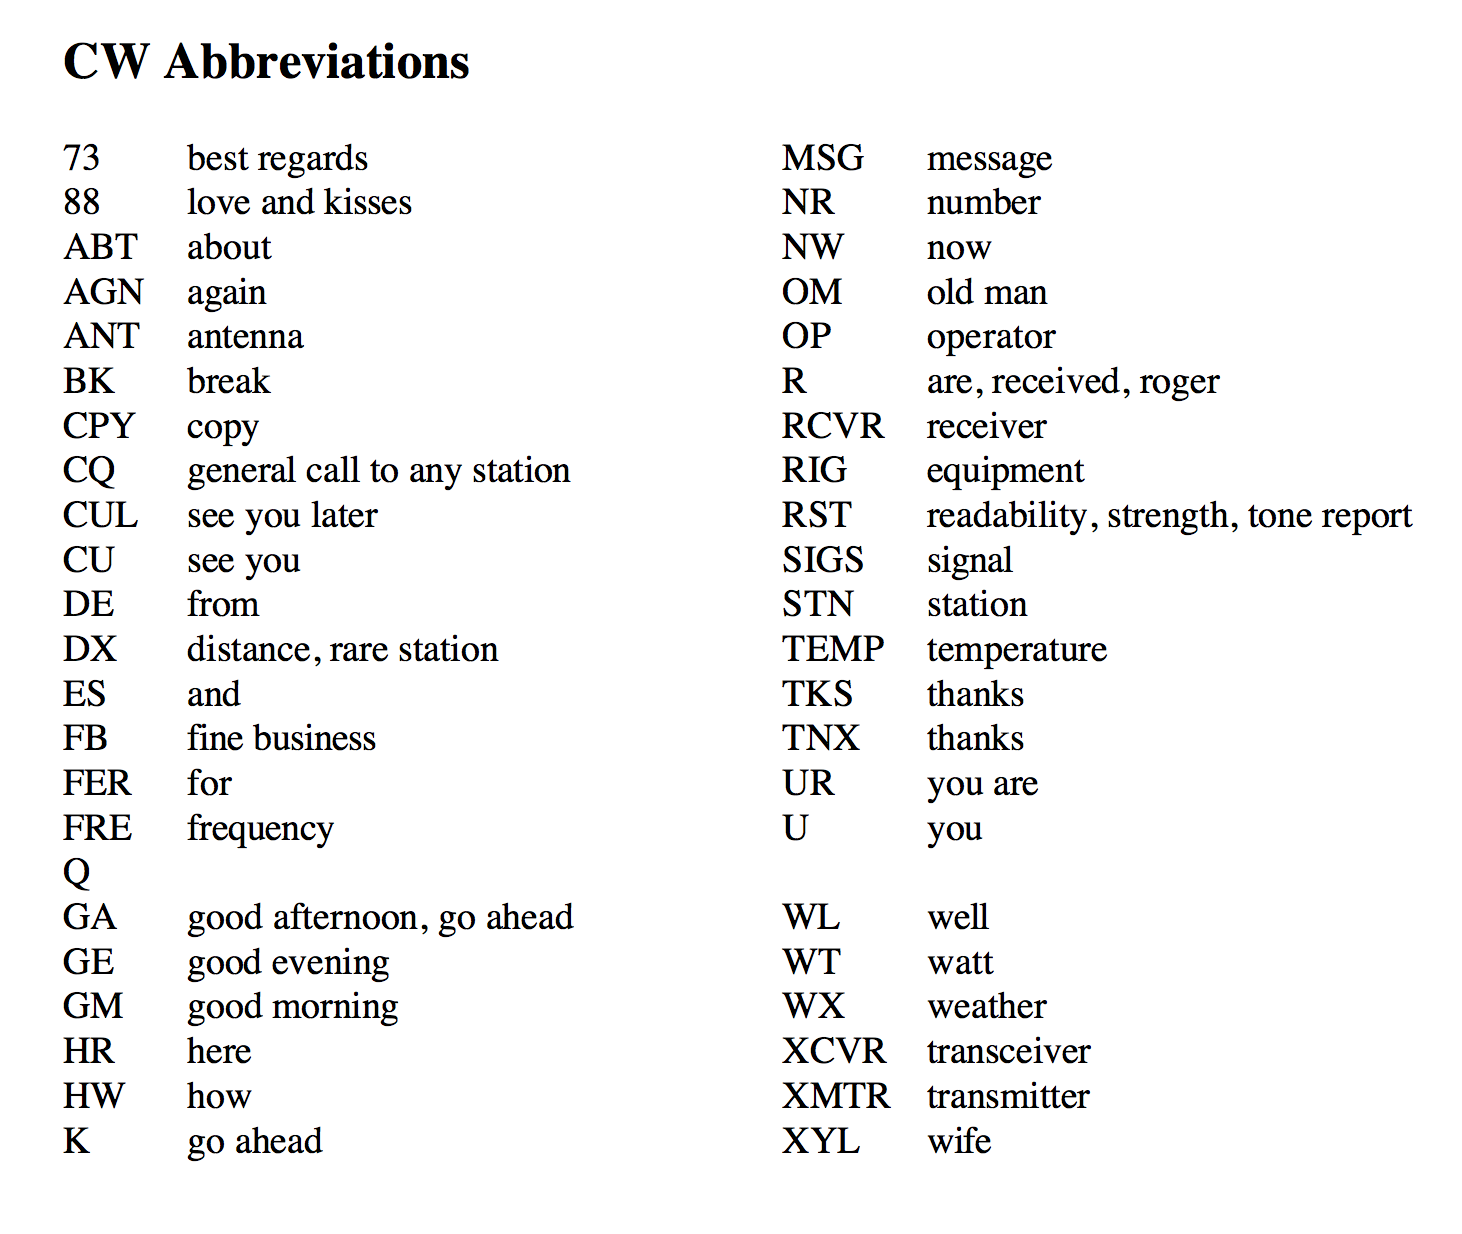 CW Abbreviations
73 best regards
88 love and kisses
ABT about
AGN again
ANT antenna
BK break
CPY copy
CQ general call to any station
CUL see you later
CU see you
DE from
DX distance, rare station
ES and
FB fine business
FER for
FRE frequency
Q
GA good afternoon, go ahead
GE good evening
GM good morning
HR here
HW how
K go ahead
MSG message
NR number
NW now
OM old man
OP operator
R are, received, roger
RCVR receiver
RIG equipment
RST readability, strength, tone report
SIGS signal
STN station
TEMP temperature
TKS thanks
TNX thanks
UR you are
U you
WL well
WT watt
WX weather
XCVR transceiver
XMTR transmitter
XYL wife